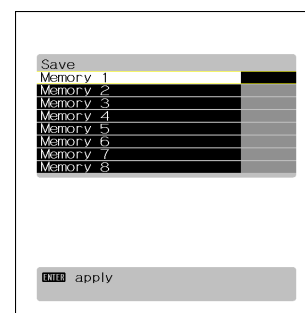 Save
Memory 1
Memory 2
Memory 3
Memory 4
Memory 5
Memory 6
Memory 7
Memory 8
ENTER apply